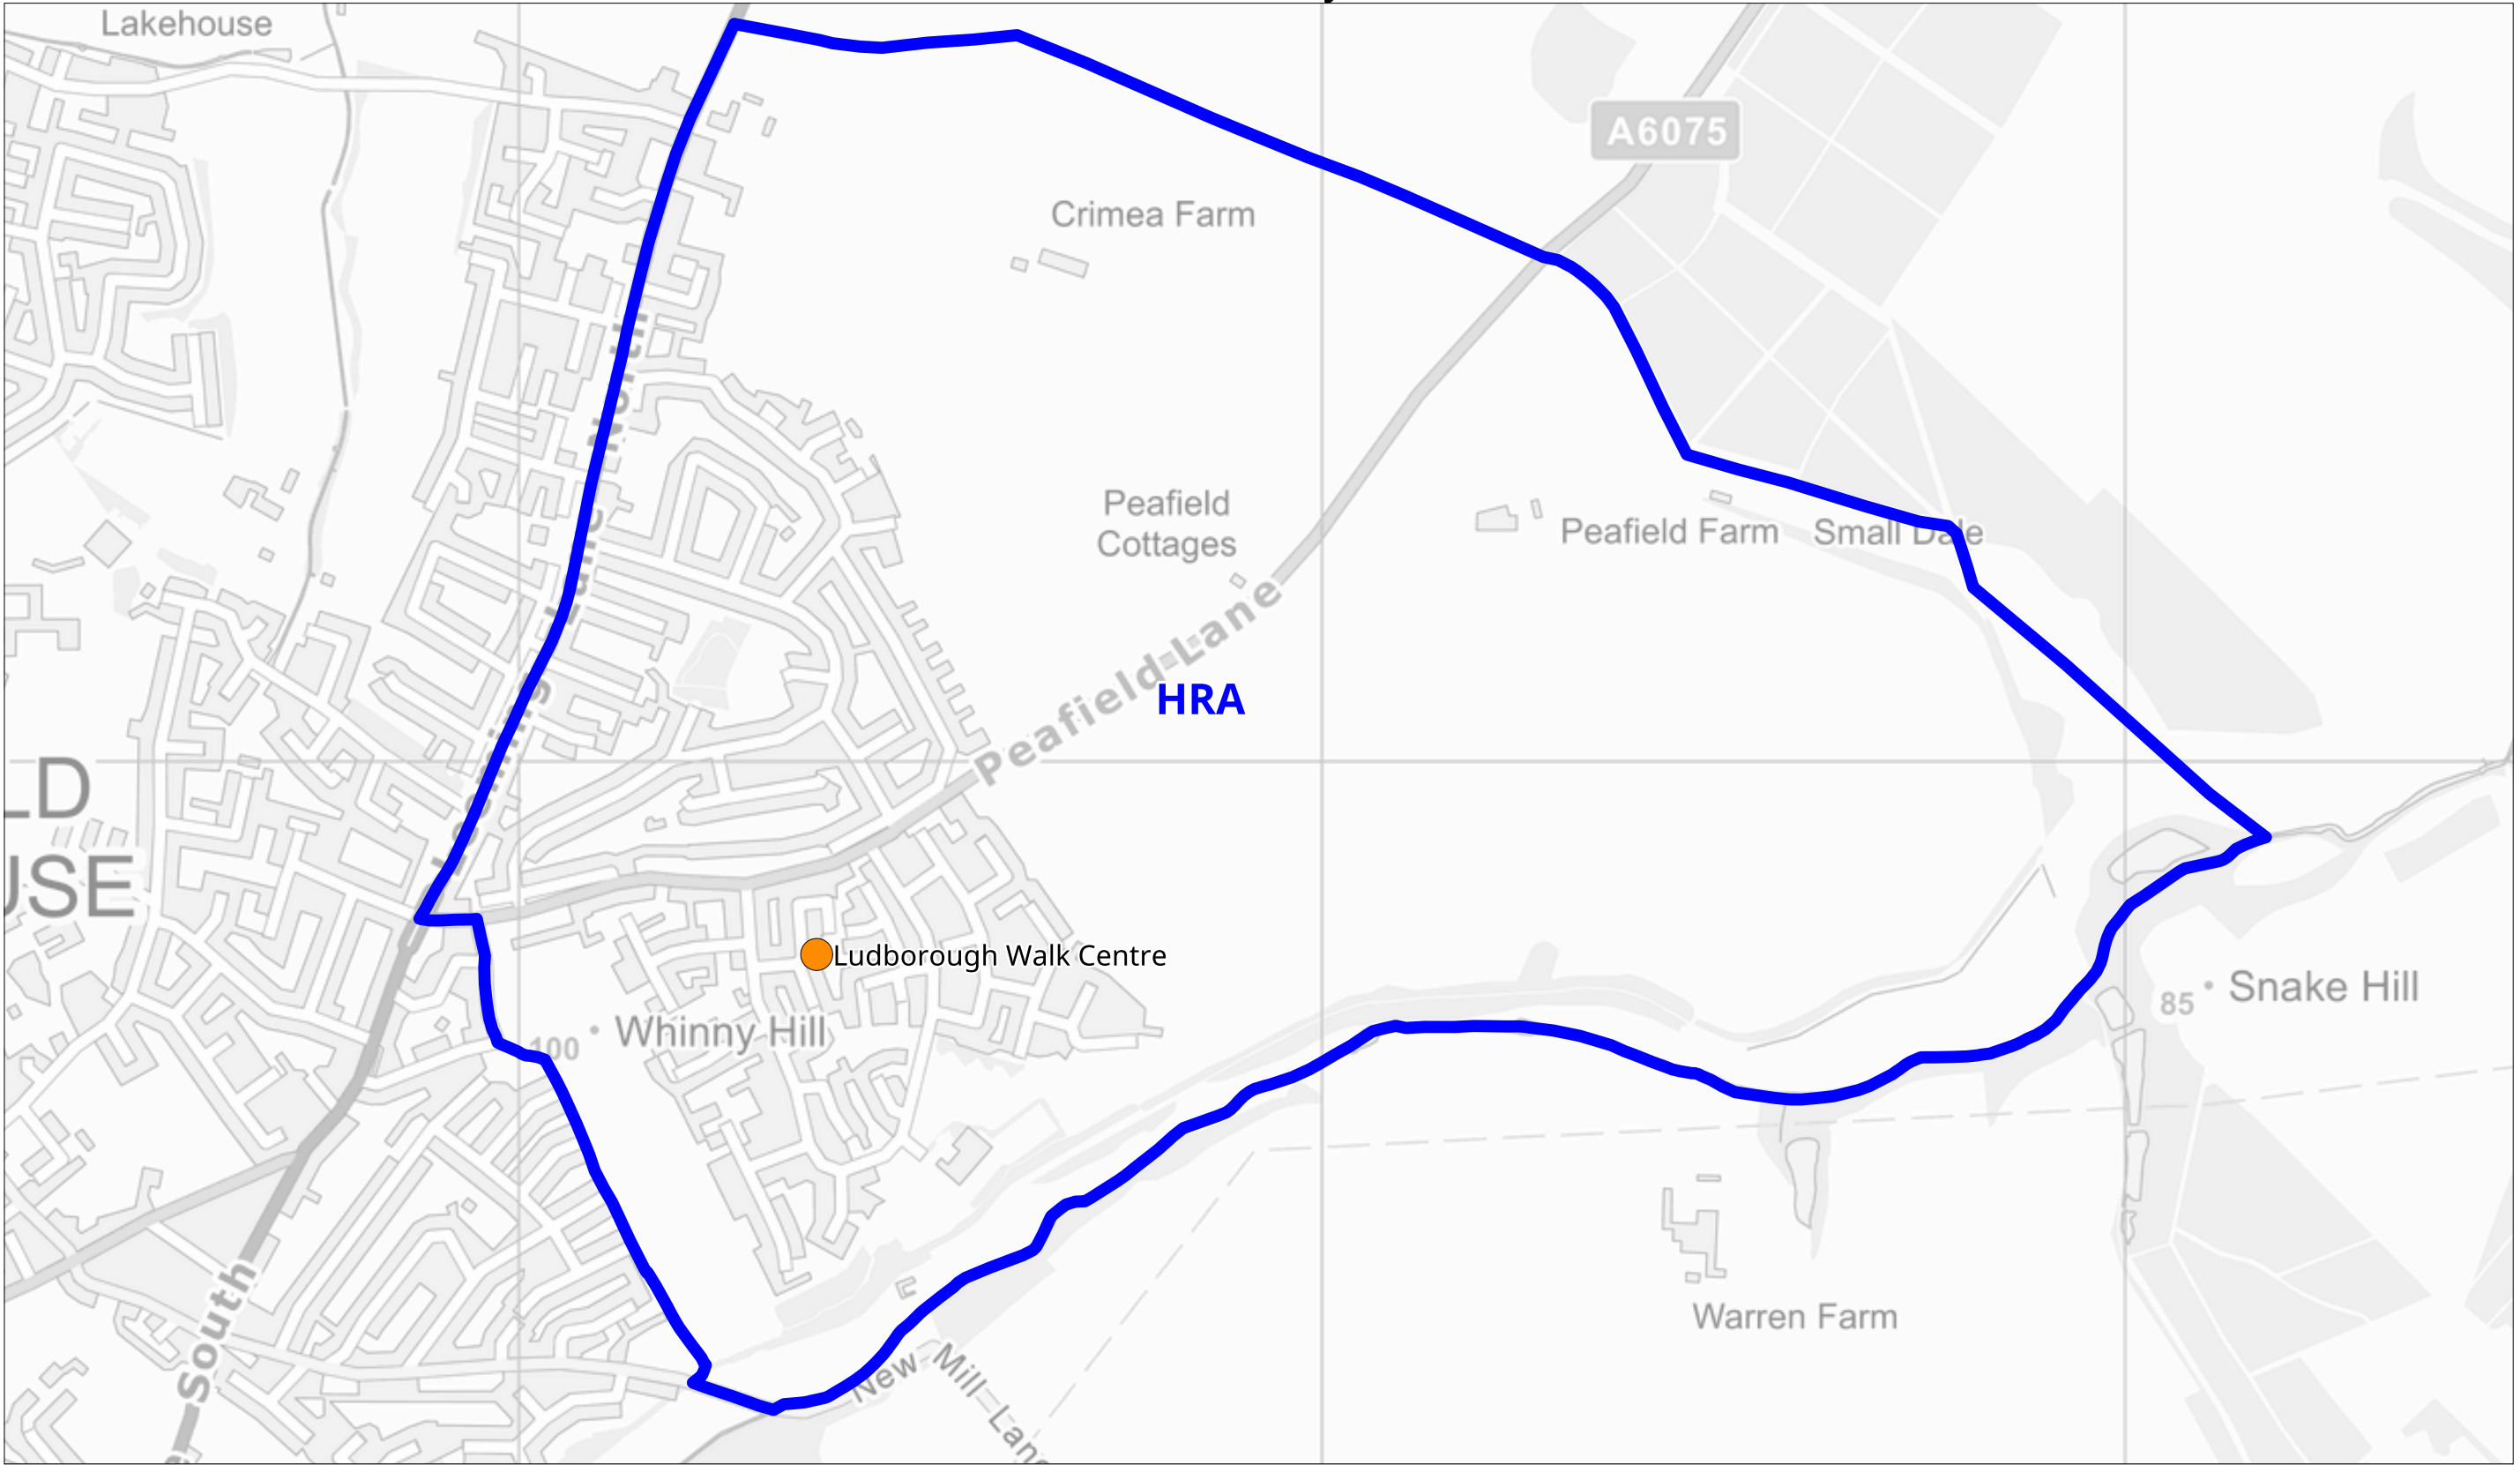 Lakehouse
A6075
Crimea Farm
Peafield
Cottages
Peafield Farm
Small Dale
Peafield Lane
HRA
LD
USE
Ludborough Walk Centre
Snake Hill
85
100
Whinny Hill
Warren Farm
South
New Mill Lane